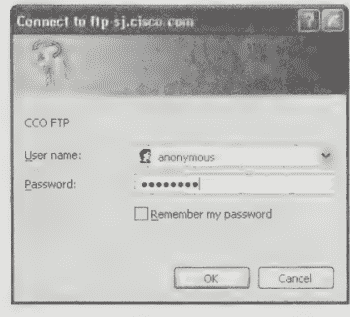 Connect to ftp-sj.cisco.com
CCO FTP
User name:
anonymous
Password:
Remember my password
OK
Cancel